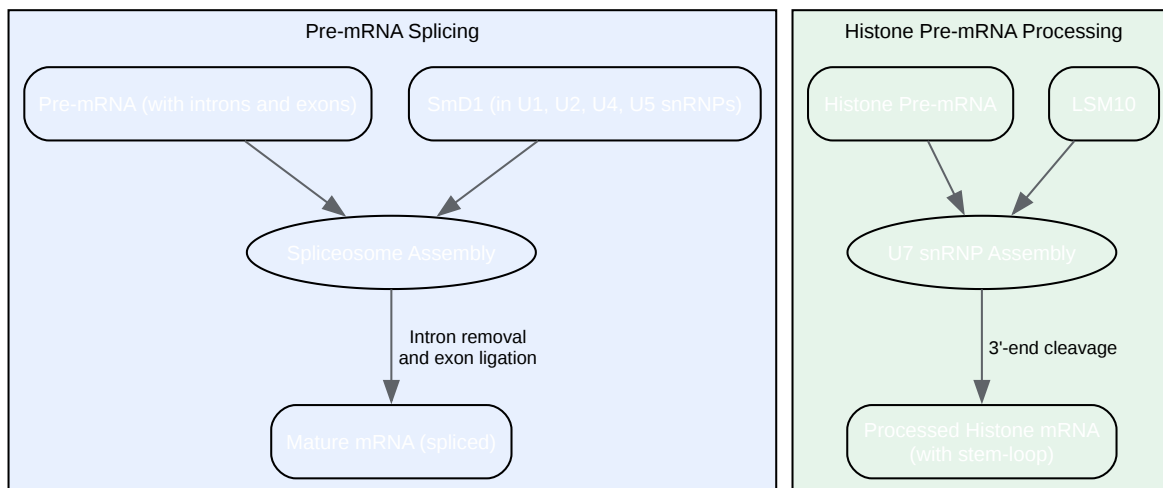 Pre-mRNA Splicing
Pre-mRNA (with introns and exons)
SmD1 (in U1, U2, U4, U5 snRNPs)
Spliceosome Assembly
Intron removal
and exon ligation
Mature mRNA (spliced)
Histone Pre-mRNA Processing
Histone Pre-mRNA
LSM10
U7 snRNP Assembly
3'-end cleavage
Processed Histone mRNA
(with stem-loop)